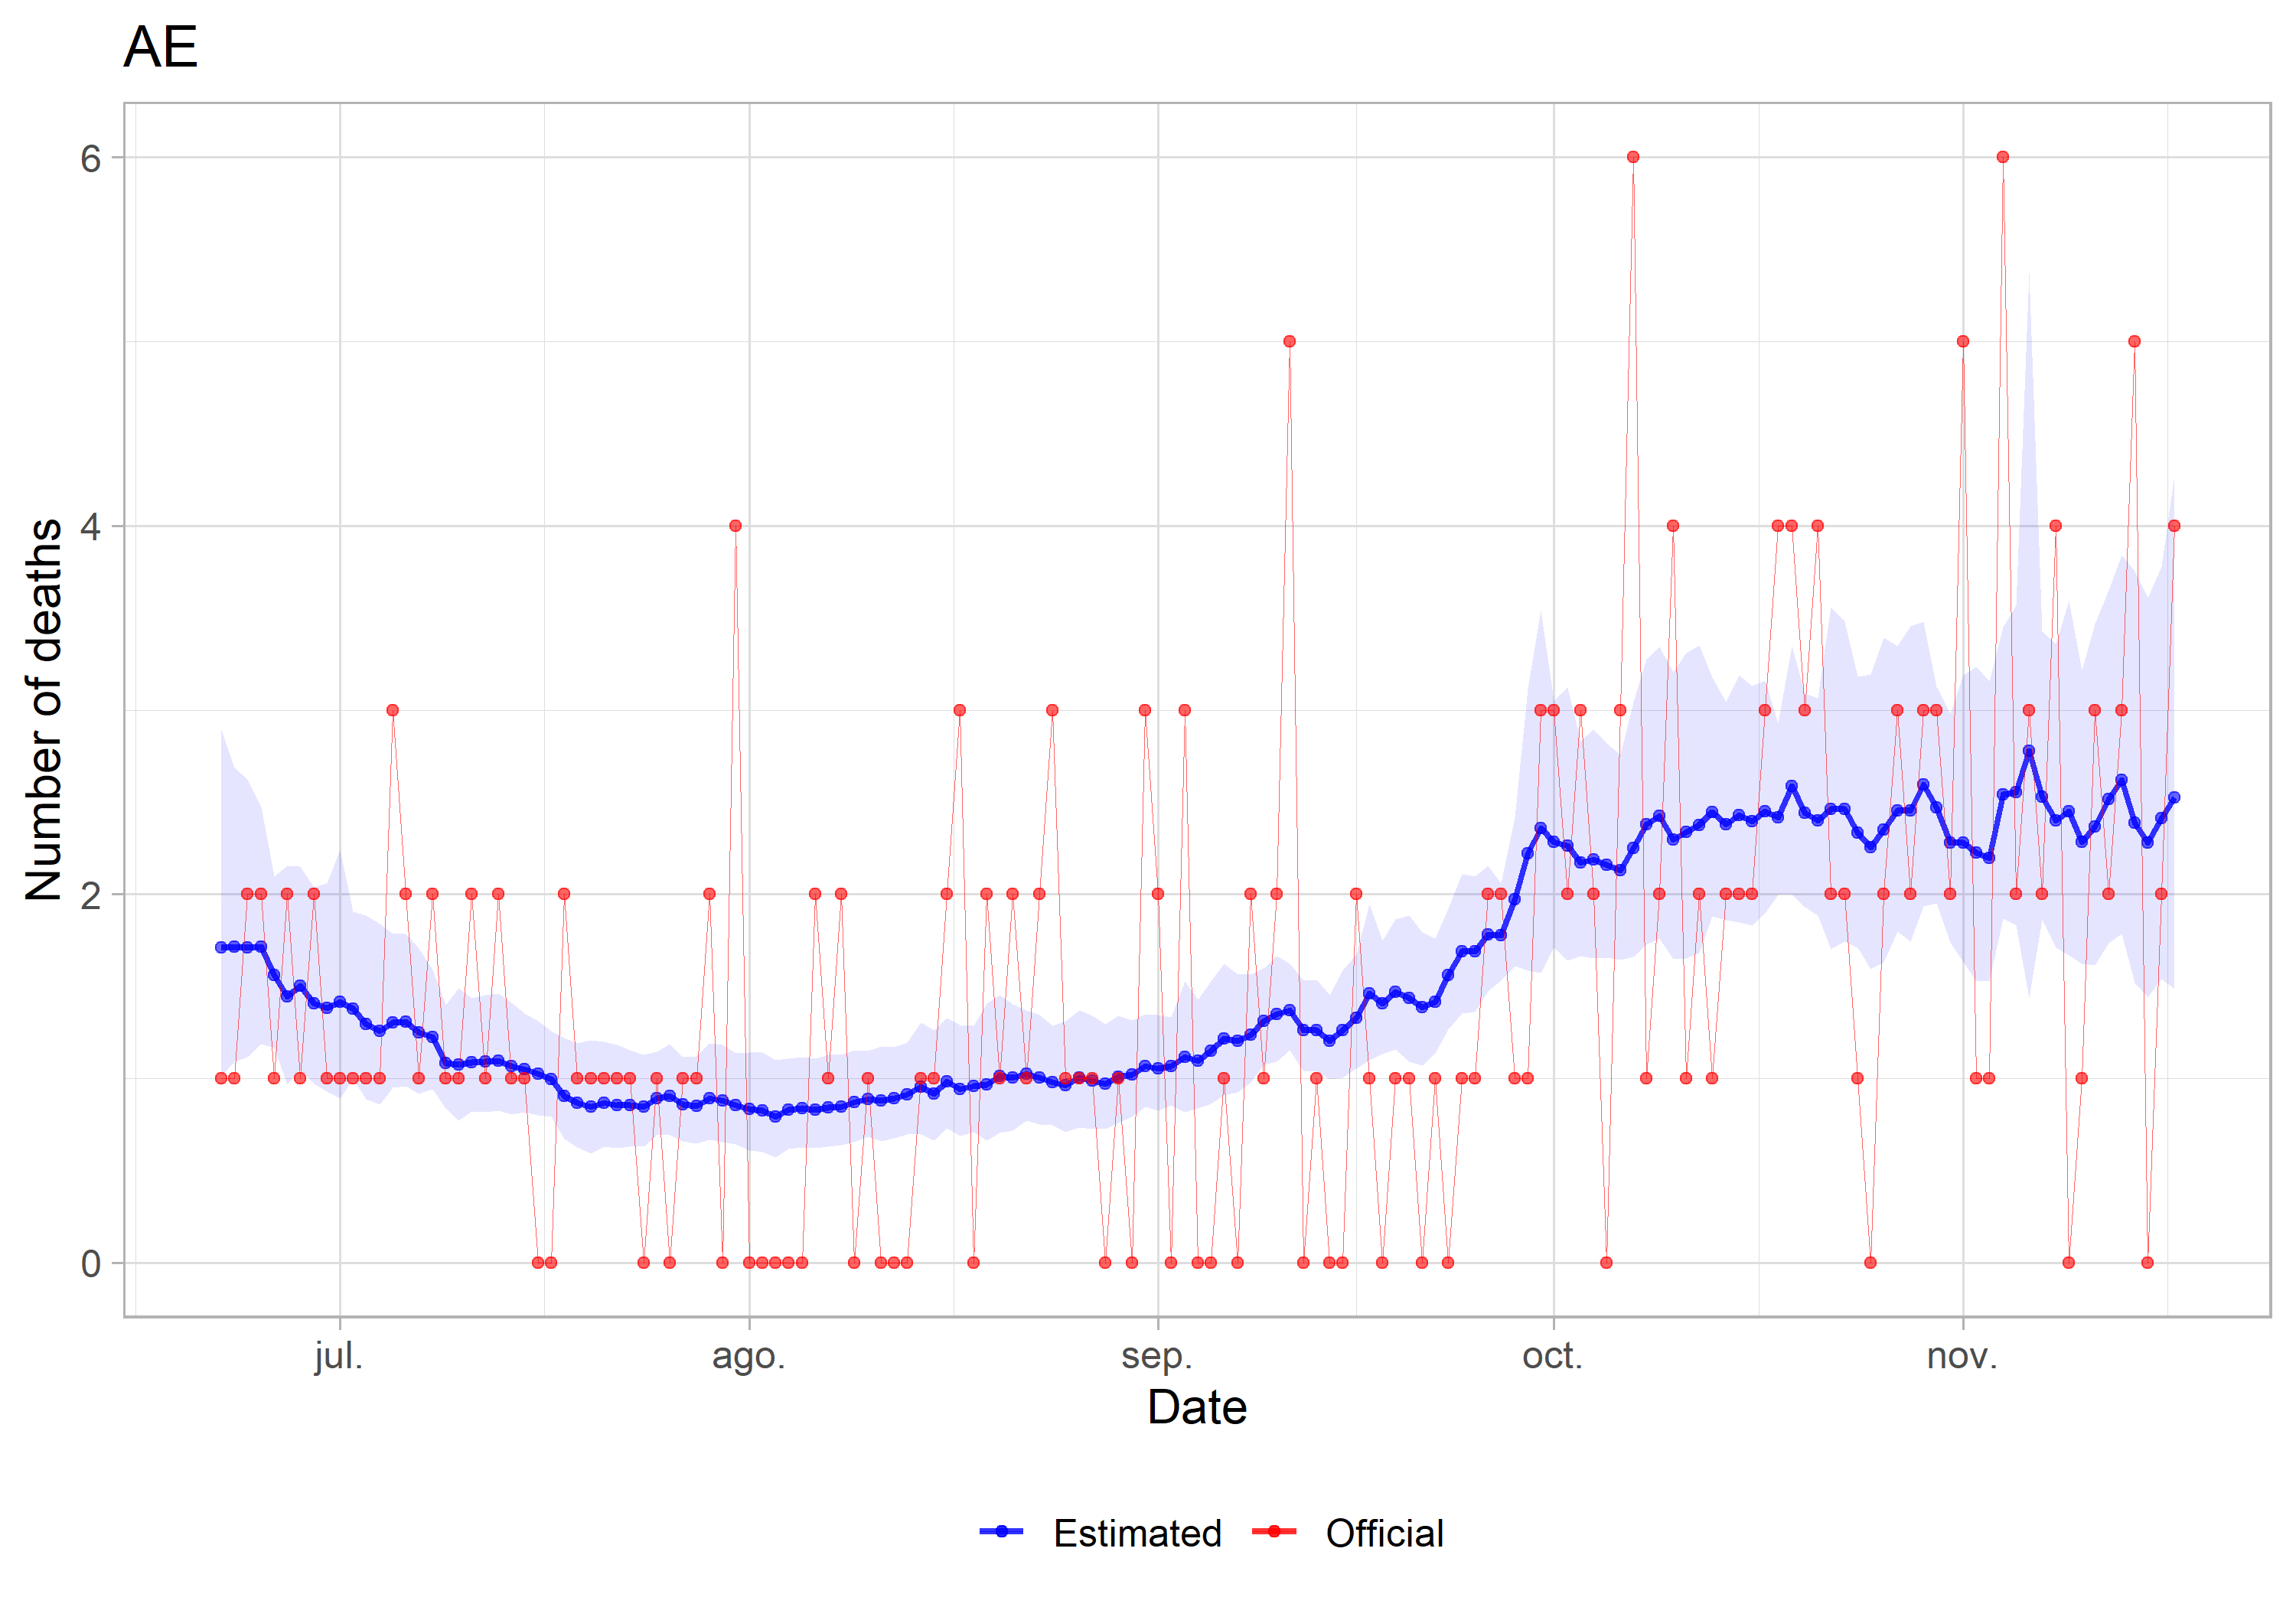 AE
Number of deaths
6
4
2
0
jul.
ago.
sep.
oct.
nov.
Date
Estimated
Official